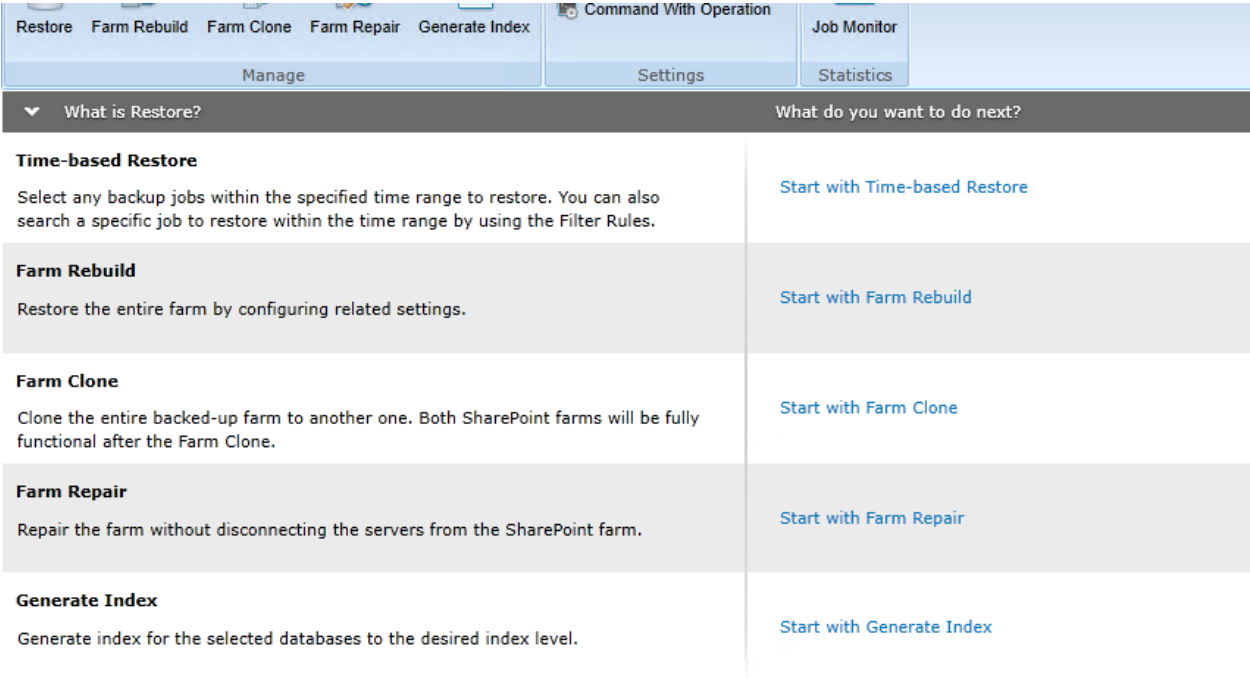 Command With Operation
Restore Farm Rebuild Farm Clone Farm Repair Generate Index Job Monitor
Manage Settings Statistics
What is Restore? What do you want to do next?
Time-based Restore
Start with Time-based Restore
Select any backup jobs within the specified time range to restore. You can also
search a specific job to restore within the time range by using the Filter Rules.
Farm Rebuild
Start with Farm Rebuild
Restore the entire farm by configuring related settings.
Farm Clone
Start with Farm Clone
Clone the entire backed-up farm to another one. Both SharePoint farms will be fully
functional after the Farm Clone.
Farm Repair
Start with Farm Repair
Repair the farm without disconnecting the servers from the SharePoint farm.
Generate Index
Start with Generate Index
Generate index for the selected databases to the desired index level.